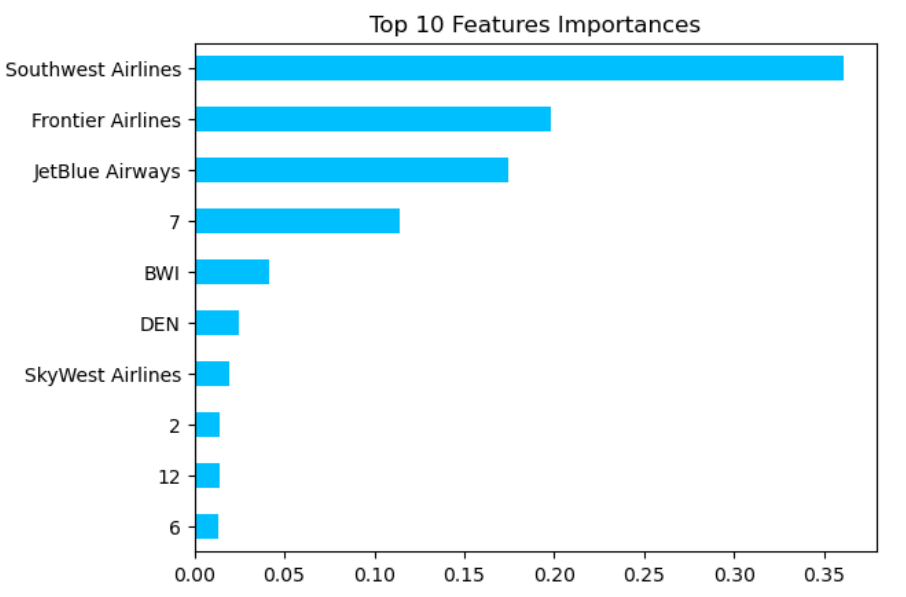 Top 10 Features Importances
Southwest Airlines
Frontier Airlines
JetBlue Airways
7
BWI
DEN
SkyWest Airlines
2
12
6
0.00 0.05 0.10 0.15 0.20 0.25 0.30 0.35